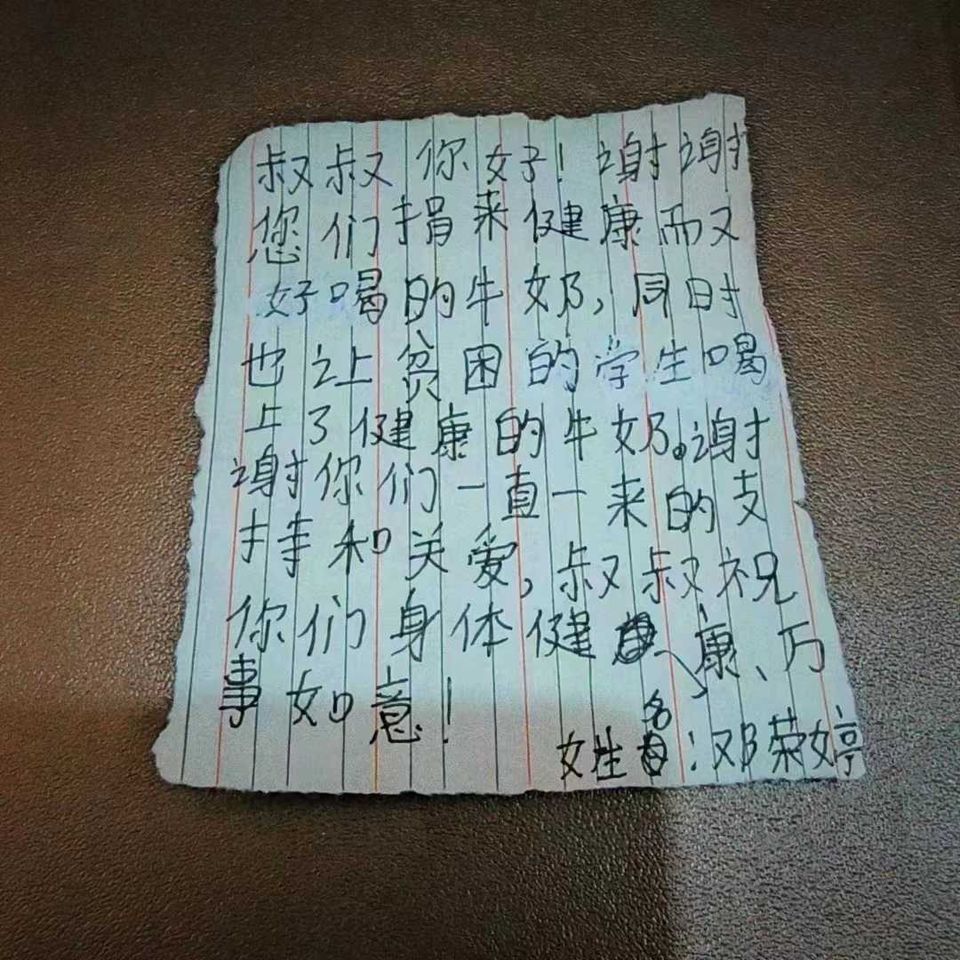 叔叔你好！谢谢
您们捐来健康而又
好喝的牛奶，同时
也让贫困的学生喝
上了健康的牛奶。谢
谢你们一直一来的支
持和关爱，叔叔祝
你们身体健康、万
事如意！
姓名：邓荣婷